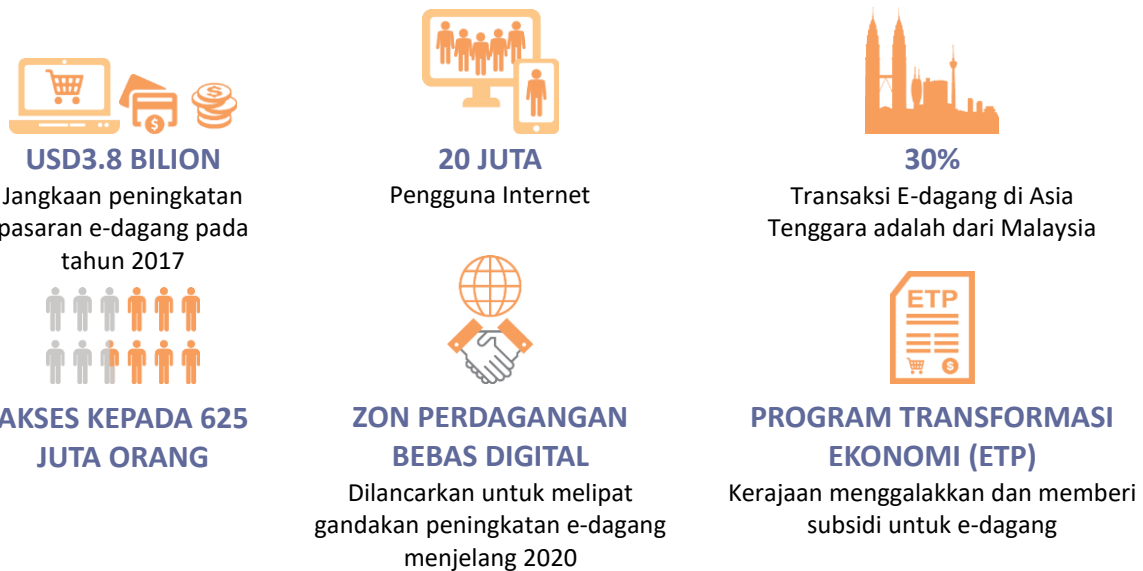 USD3.8 BILION
Jangkaan peningkatan
pasaran e-dagang pada
tahun 2017
20 JUTA
Pengguna Internet
30%
Transaksi E-dagang di Asia
Tenggara adalah dari Malaysia
AKSES KEPADA 625
JUTA ORANG
ZON PERDAGANGAN
BEBAS DIGITAL
Dilancarkan untuk melipat
gandakan peningkatan e-dagang
menjelang 2020
ETP
PROGRAM TRANSFORMASI
EKONOMI (ETP)
Kerajaan menggalakkan dan memberi
subsidi untuk e-dagang